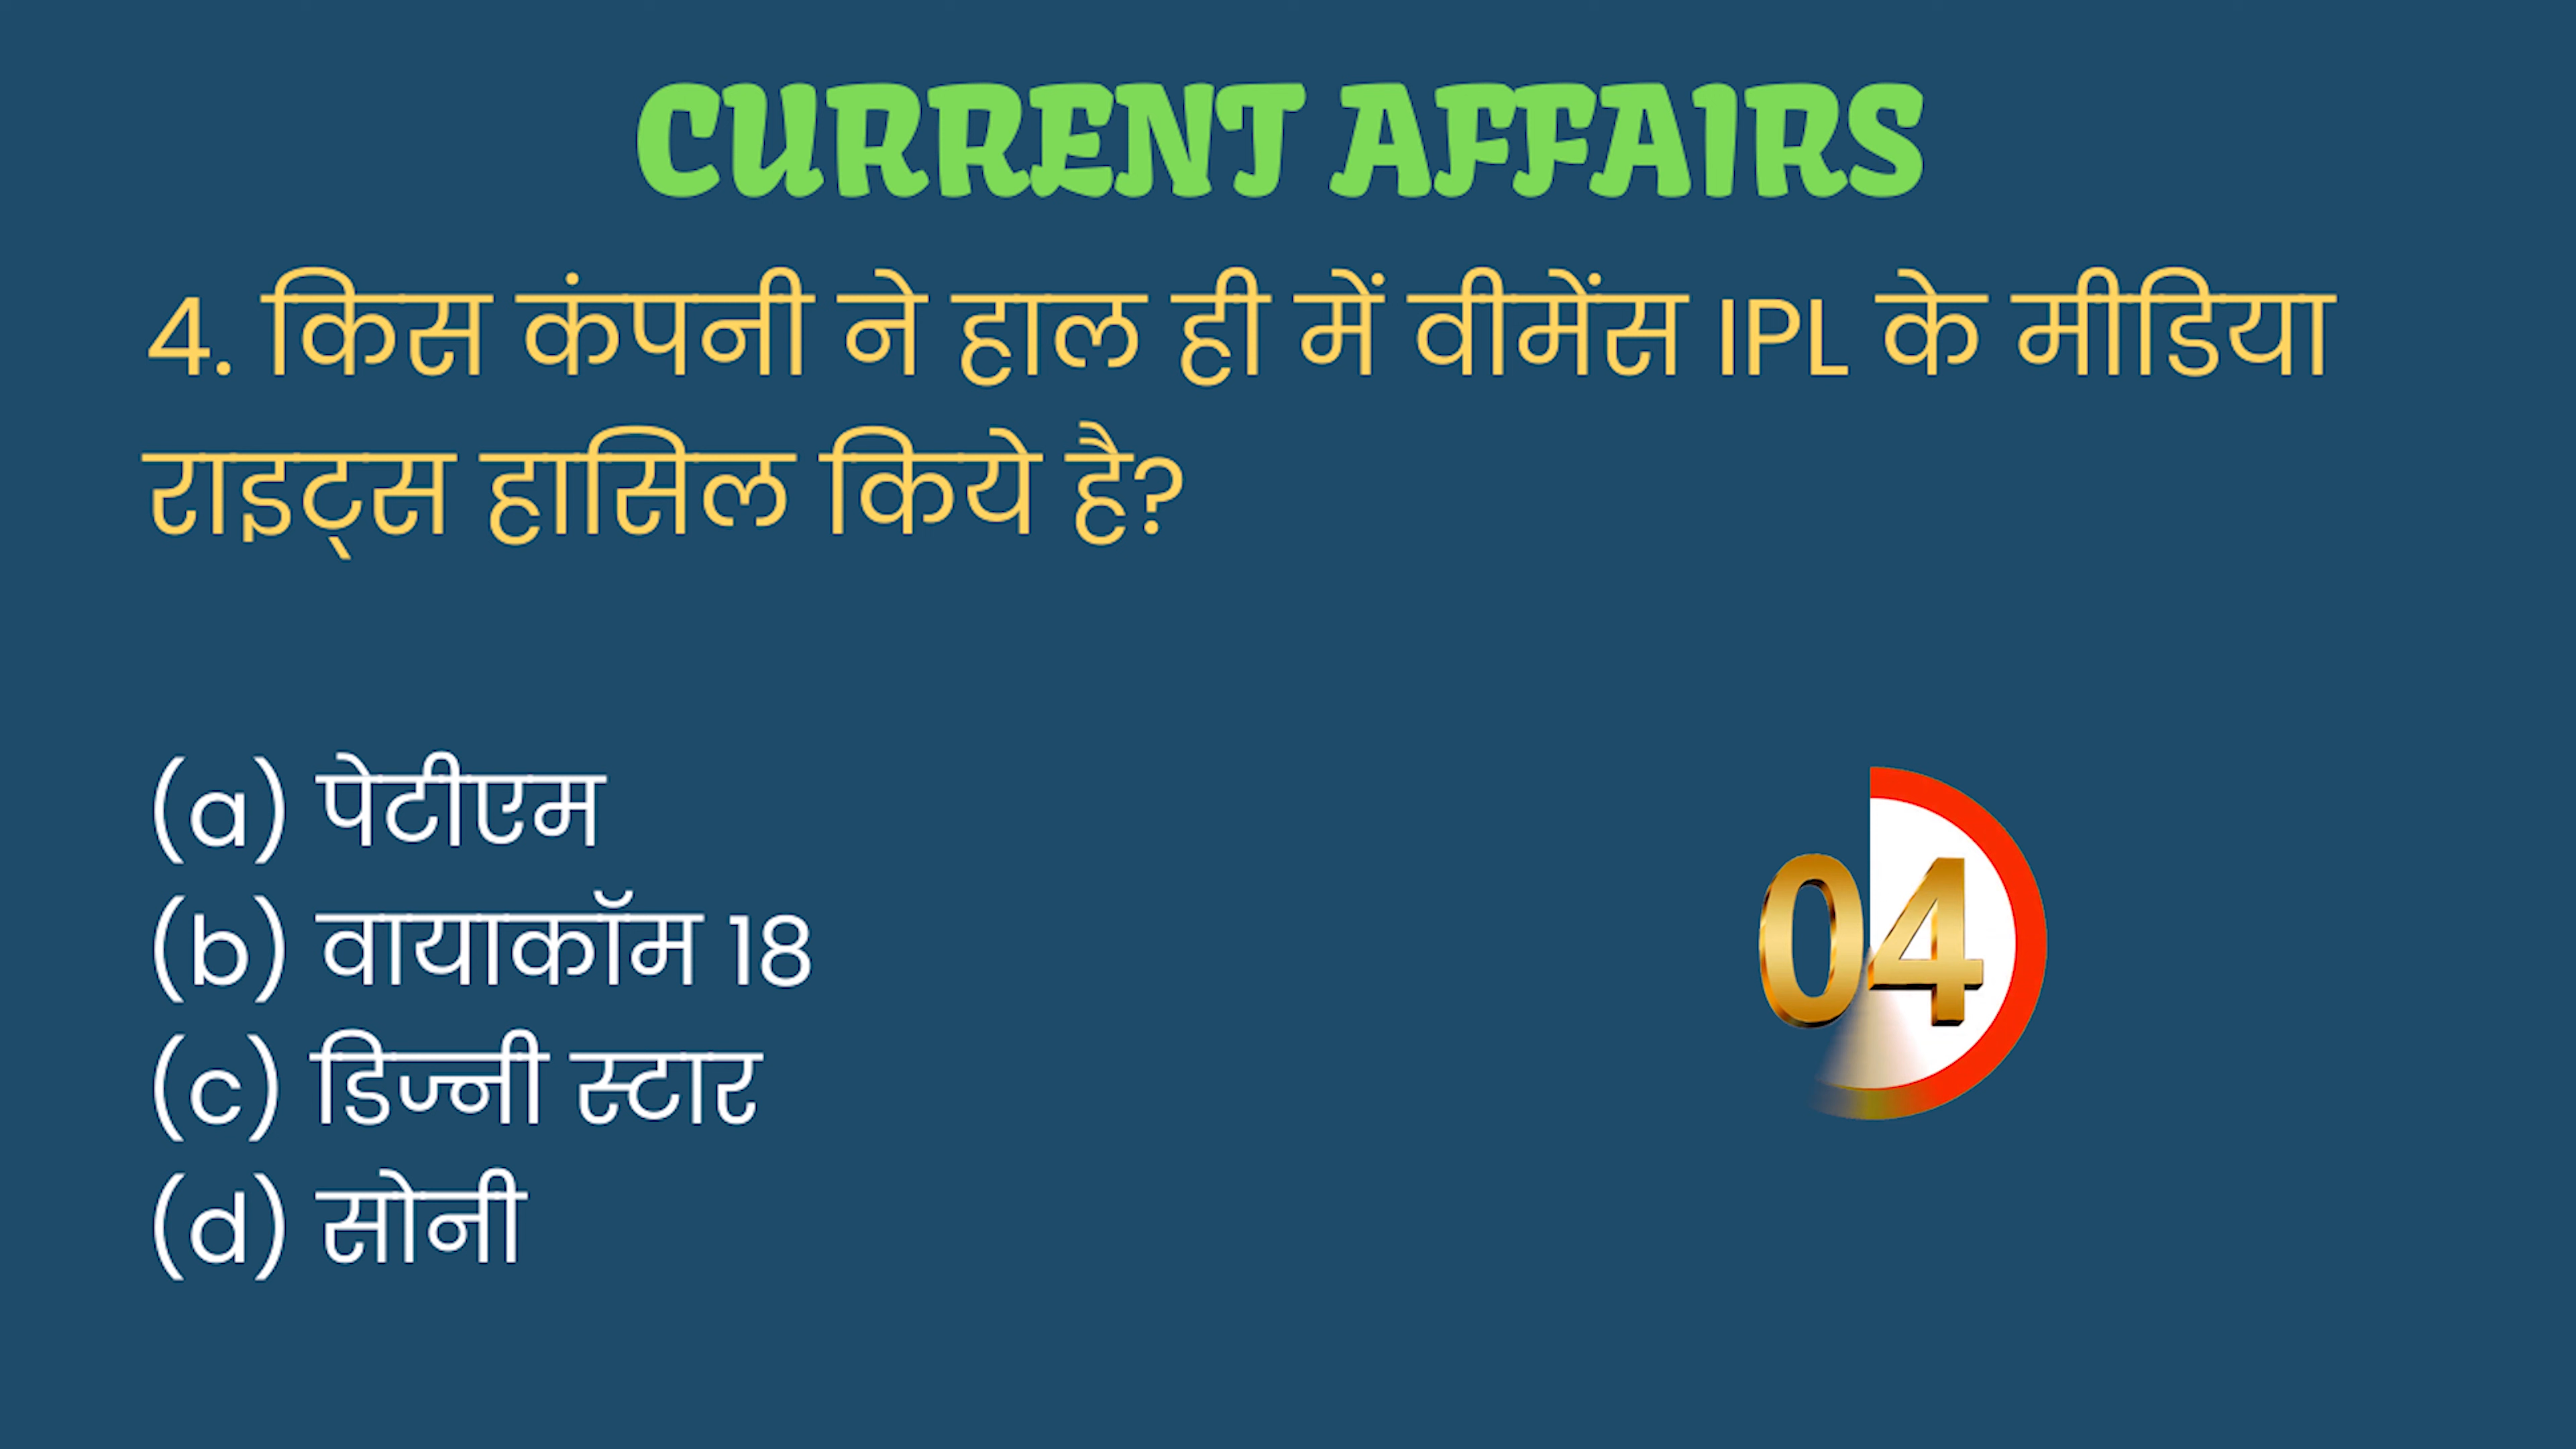 CURRENT AFFAIRS
4. किस कंपनी ने हाल ही में वीमेंस IPL के मीडिया
राइट्स हासिल किये है?
(a) पेटीएम
(b) वायाकॉम 18
(c) डिज्नी स्टार
(d) सोनी
04